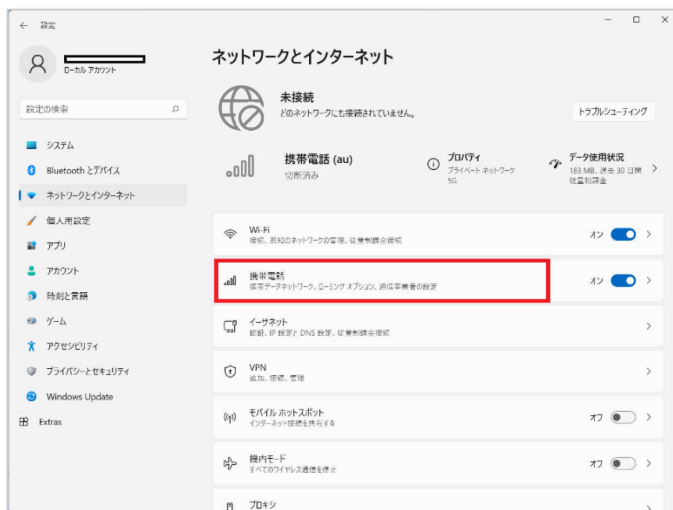 設定
ローカル アカウント
設定の検索
システム
Bluetooth とデバイス
ネットワークとインターネット
個人用設定
アプリ
アカウント
時刻と言語
ゲーム
アクセシビリティ
プライバシーとセキュリティ
Windows Update
Extras
ネットワークとインターネット
未接続
どのネットワークにも接続されていません。
トラブルシューティング
携帯電話 (au)
切断済み
プロパティ
プライベート ネットワーク
5G
データ使用状況
183 MB、過去 30 日間
従量制課金
Wi-Fi
接続、既知のネットワークの管理、従量制課金接続
オン
携帯電話
携帯データネットワーク、ローミング オプション、通信事業者の設定
オン
イーサネット
認証、IP 設定と DNS 設定、従量制課金接続
VPN
追加、接続、管理
モバイル ホットスポット
インターネット接続を共有する
オフ
機内モード
すべてのワイヤレス通信を停止
オフ
プロキシ